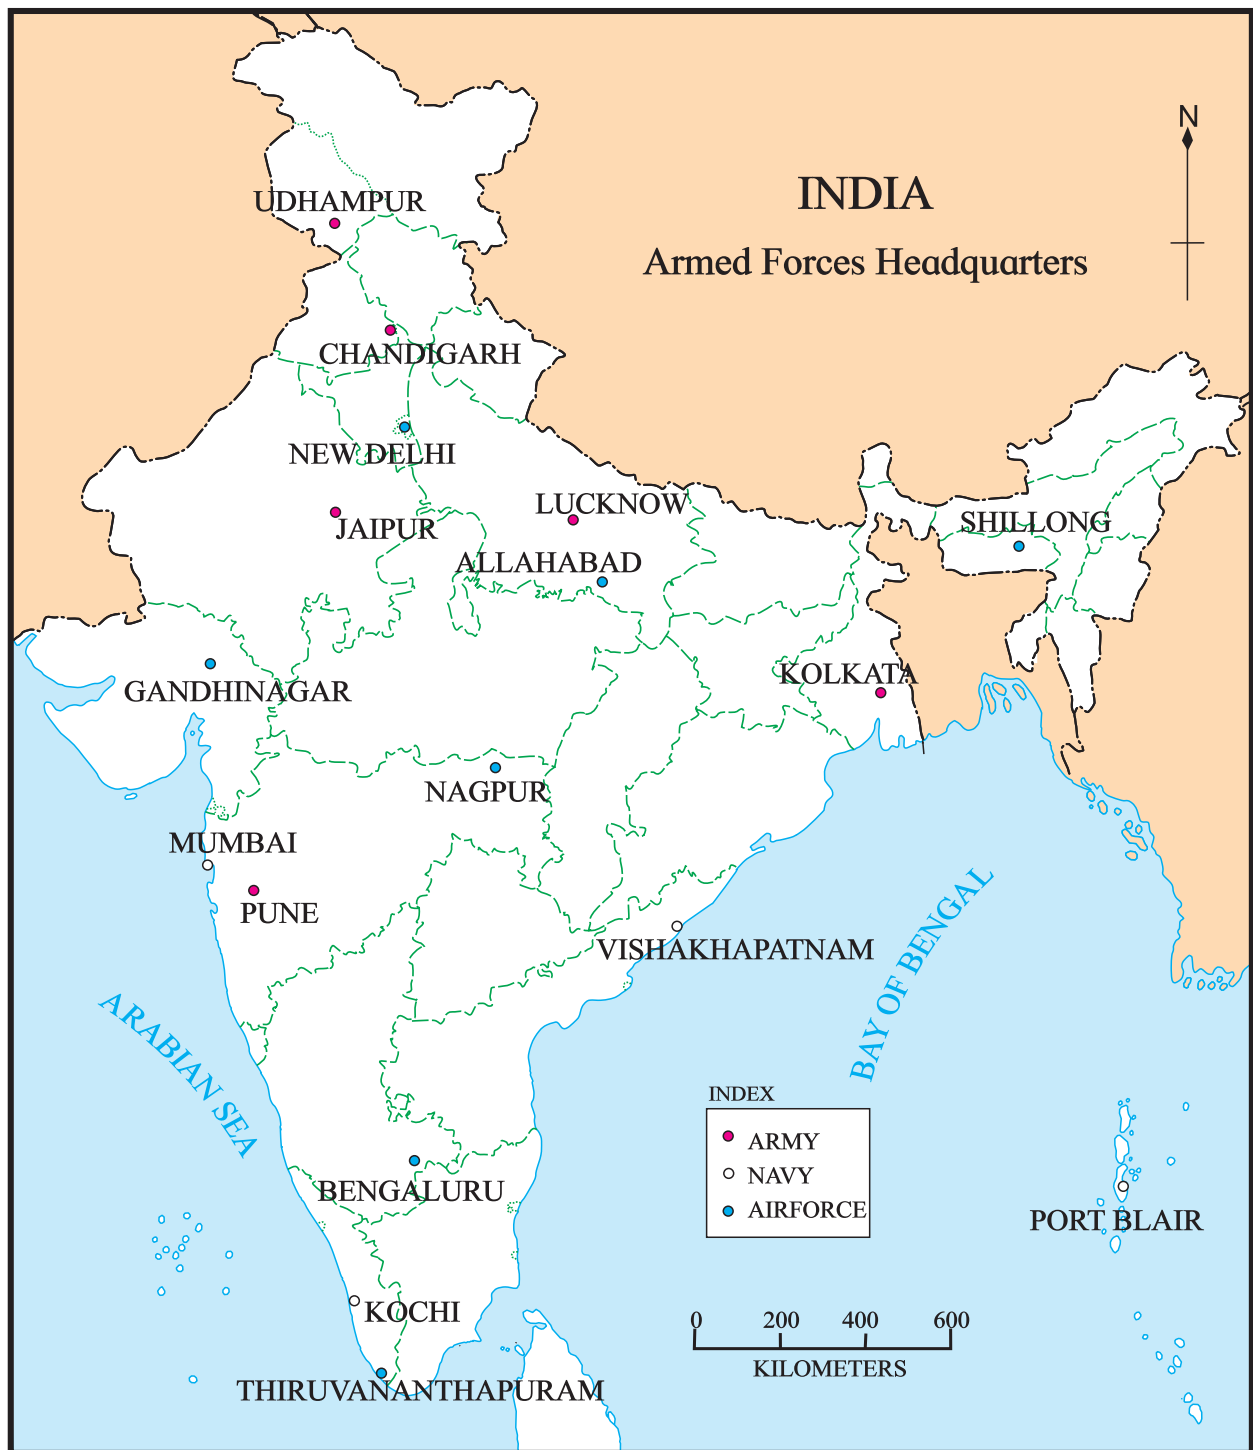 N
INDIA
Armed Forces Headquarters
UDHAMPUR
CHANDIGARH
NEW DELHI
LUCKNOW
JAIPUR
SHILLONG
ALLAHABAD
KOLKATA
GANDHINAGAR
NAGPUR
MUMBAI
PUNE
VISHAKHAPATNAM
BAY OF BENGAL
ARABIAN SEA
INDEX
ARMY
NAVY
AIRFORCE
BENGALURU
PORT BLAIR
KOCHI
0 200 400 600
KILOMETERS
THIRUVANANTHAPURAM